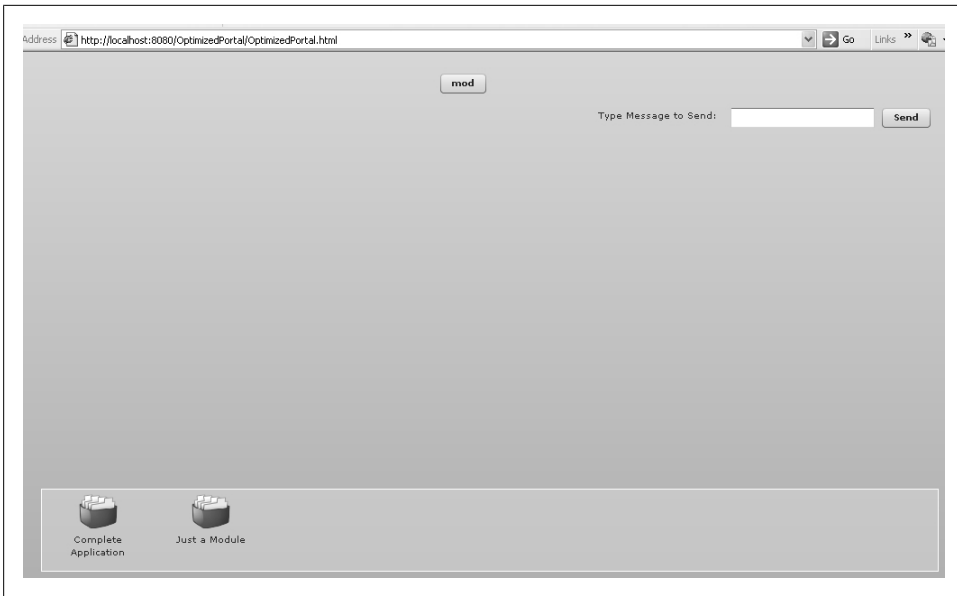 Address http://localhost:8080/OptimizedPortal/OptimizedPortal.html Go Links »
mod
Type Message to Send: Send
Complete Application
Just a Module